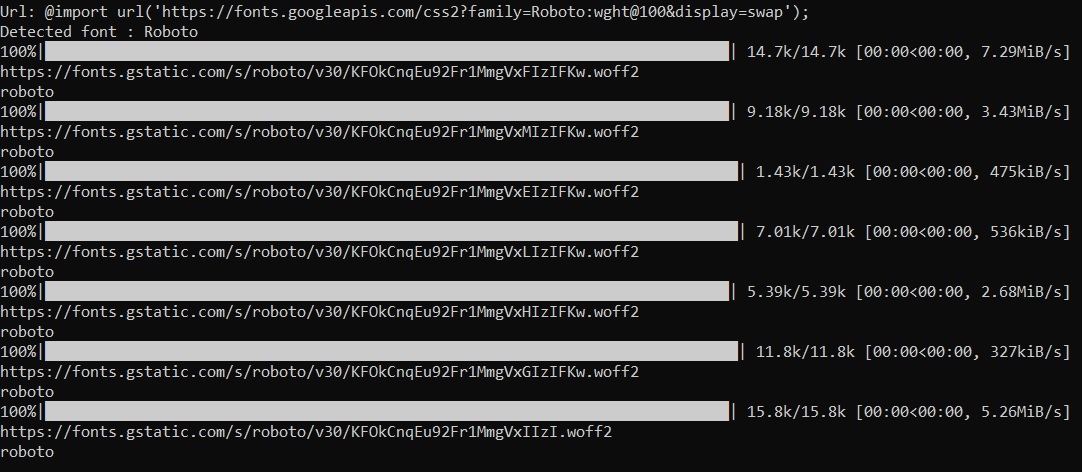 Url: @import url('https://fonts.googleapis.com/css2?family=Roboto:wght@100&display=swap');
Detected font : Roboto
100%| | 14.7k/14.7k [00:00<00:00, 7.29MiB/s]
https://fonts.gstatic.com/s/roboto/v30/KFOkCnqEu92Fr1MmgVxFIzIFKw.woff2
roboto
100%| | 9.18k/9.18k [00:00<00:00, 3.43MiB/s]
https://fonts.gstatic.com/s/roboto/v30/KFOkCnqEu92Fr1MmgVxMIzIFKw.woff2
roboto
100%| | 1.43k/1.43k [00:00<00:00, 475kiB/s]
https://fonts.gstatic.com/s/roboto/v30/KFOkCnqEu92Fr1MmgVxEIzIFKw.woff2
roboto
100%| | 7.01k/7.01k [00:00<00:00, 536kiB/s]
https://fonts.gstatic.com/s/roboto/v30/KFOkCnqEu92Fr1MmgVxLIzIFKw.woff2
roboto
100%| | 5.39k/5.39k [00:00<00:00, 2.68MiB/s]
https://fonts.gstatic.com/s/roboto/v30/KFOkCnqEu92Fr1MmgVxHIzIFKw.woff2
roboto
100%| | 11.8k/11.8k [00:00<00:00, 327kiB/s]
https://fonts.gstatic.com/s/roboto/v30/KFOkCnqEu92Fr1MmgVxGIzIFKw.woff2
roboto
100%| | 15.8k/15.8k [00:00<00:00, 5.26MiB/s]
https://fonts.gstatic.com/s/roboto/v30/KFOkCnqEu92Fr1MmgVxIIzI.woff2
roboto